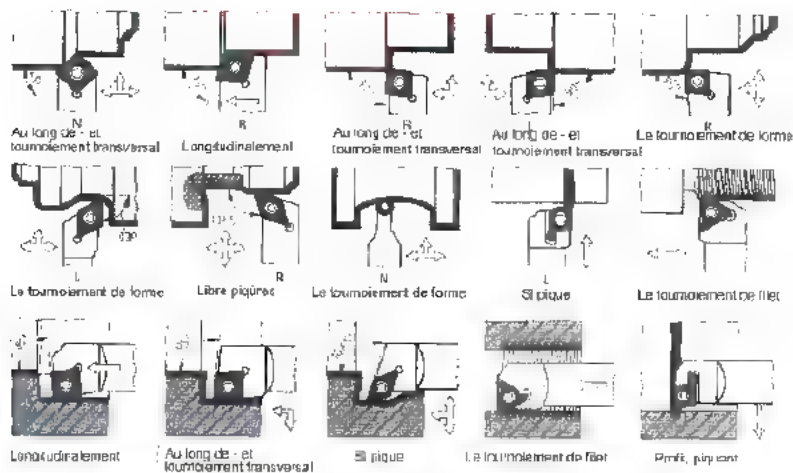 N
Au long de - et
tournoiement transversal
R
Longitudinalement
R
Au long de - et
tournoiement transversal
L
Au long de - et
tournoiement transversal
R
Le tournoiement de forme
L
Le tournoiement de forme
R
Libre piqûres
N
Le tournoiement de forme
L
Si pique
Le tournoiement de filet
Longitudinalement
Au long de - et
tournoiement transversal
Si pique
Le tournoiement de filet
Profil, piquant